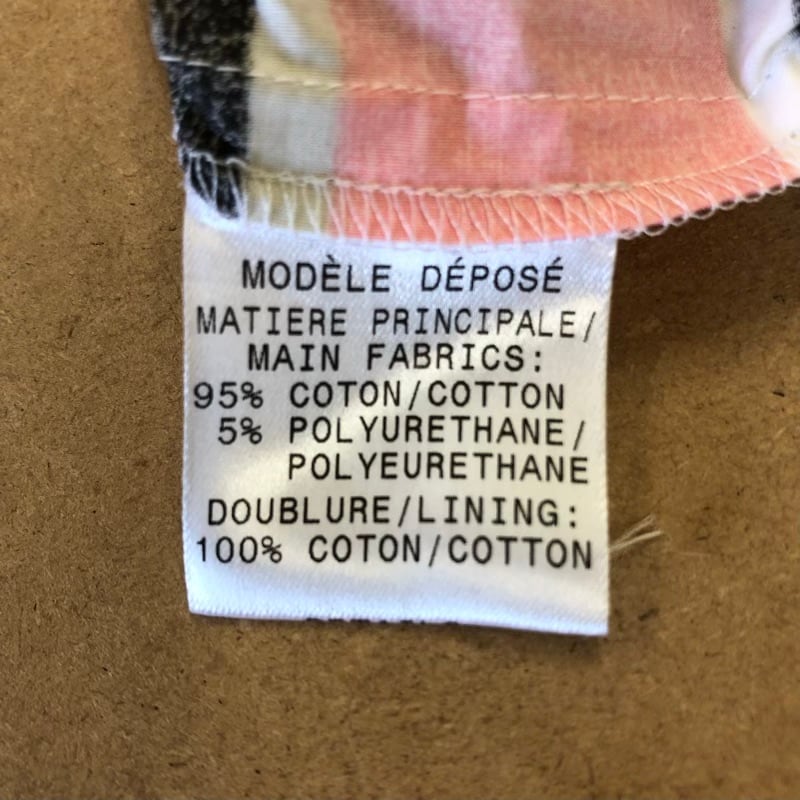 MODÈLE DÉPOSÉ
MATIERE PRINCIPALE/
MAIN FABRICS:
95% COTON/COTTON
5% POLYURETHANE/
POLYEURETHANE
DOUBLURE/LINING:
100% COTON/COTTON